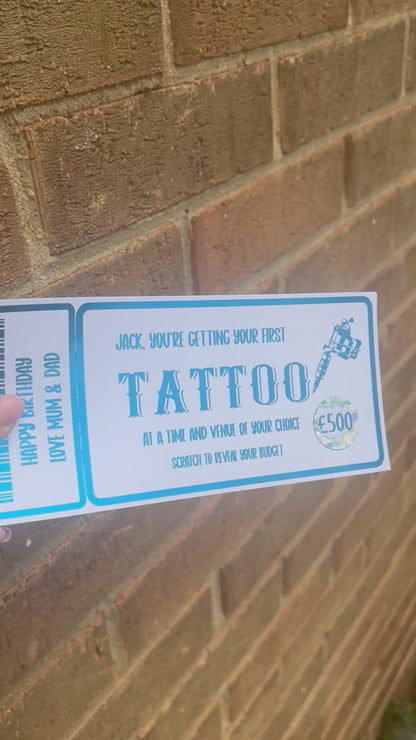 HAPPY BIRTHDAY
LOVE MUM & DAD
JACK, YOU'RE GETTING YOUR FIRST
TATTOO
AT A TIME AND VENUE OF YOUR CHOICE
£500
SCRATCH TO REVEAL YOUR BUDGET